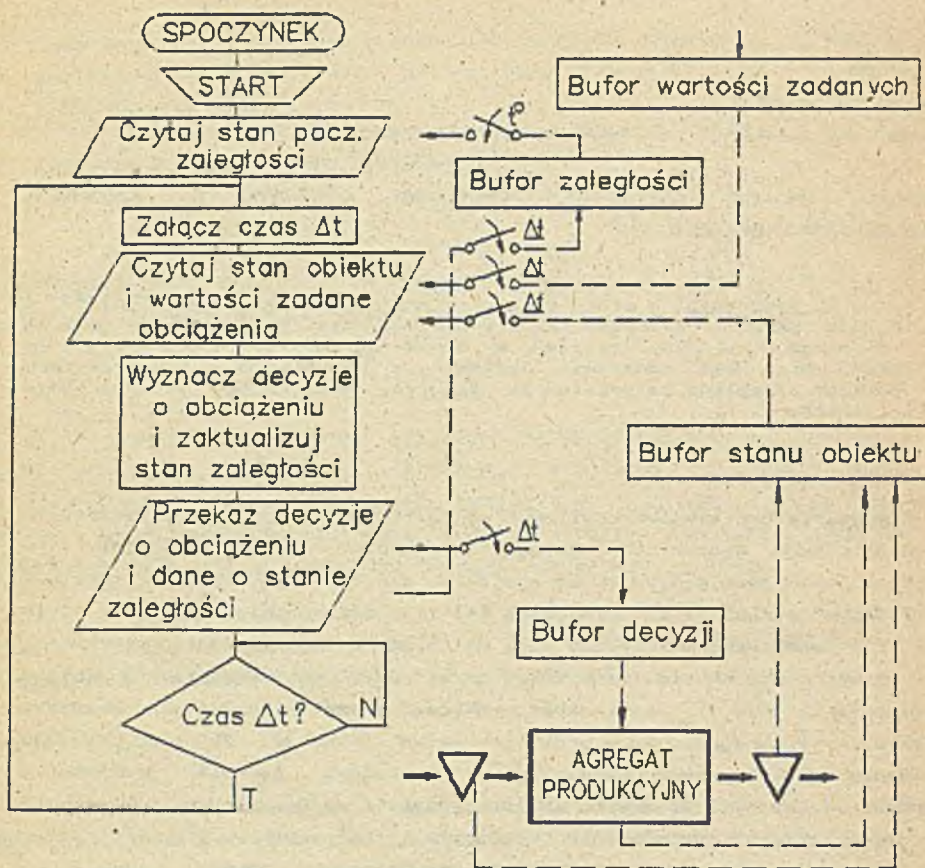 SPOCZYNEK
START
Czytaj stan pocz.
zaległości
Załącz czas Δt
Czytaj stan obiektu
i wartości zadane
obciążenia
Wyznacz decyzje
o obciążeniu
i zaktualizuj
stan zaległości
Przekaż decyzje
o obciążeniu
i dane o stanie
zaległości
Czas Δt?
N
T
Bufor wartości zadanych
Bufor zaległości
Δt
Δt
Δt
Bufor stanu obiektu
Δt
Bufor decyzji
AGREGAT
PRODUKCYJNY